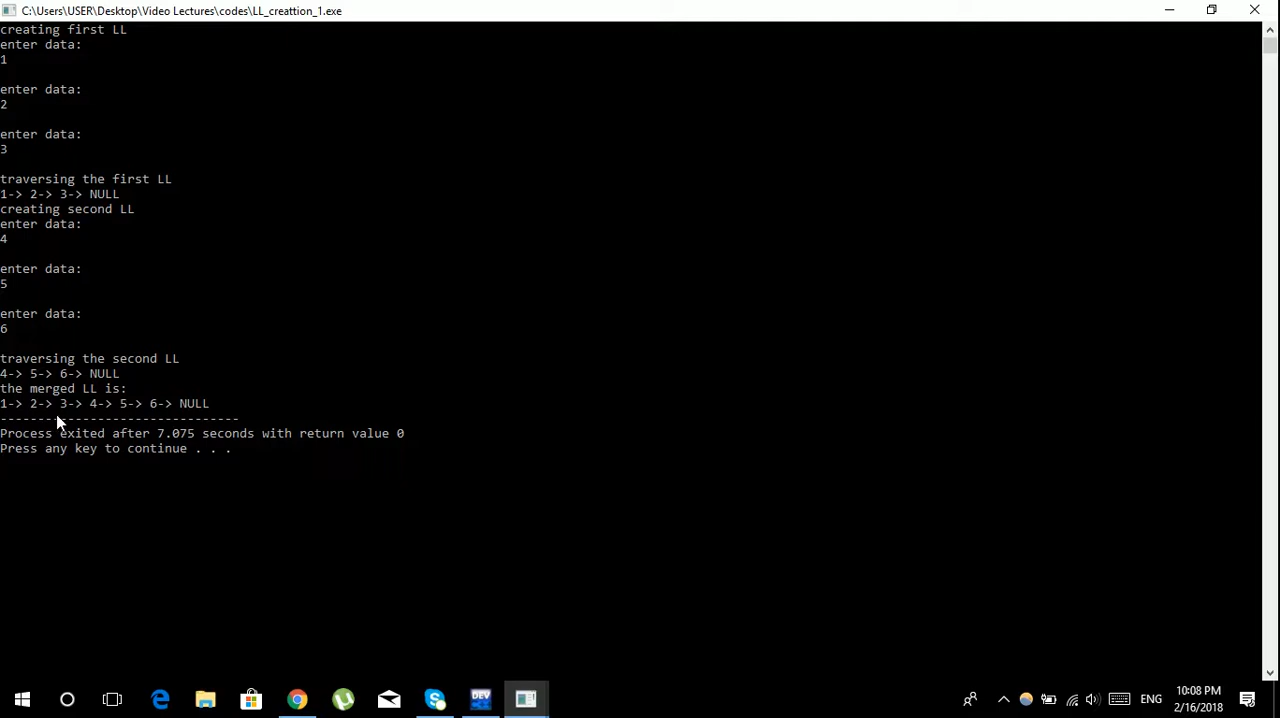 C:\Users\USER\Desktop\Video Lectures\codes\LL_creattion_1.exe
creating first LL
enter data:
1
enter data:
2
enter data:
3
traversing the first LL
1-> 2-> 3-> NULL
creating second LL
enter data:
4
enter data:
5
enter data:
6
traversing the second LL
4-> 5-> 6-> NULL
the merged LL is:
1-> 2-> 3-> 4-> 5-> 6-> NULL
--------------------------------
Process exited after 7.075 seconds with return value 0
Press any key to continue . . .
DEV
ENG
10:08 PM
2/16/2018